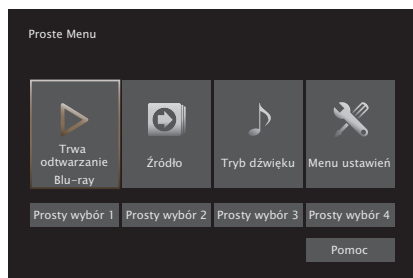 Proste Menu
Trwa
odtwarzanie
Blu-ray
Źródło
Tryb dźwięku
Menu ustawień
Prosty wybór 1
Prosty wybór 2
Prosty wybór 3
Prosty wybór 4
Pomoc